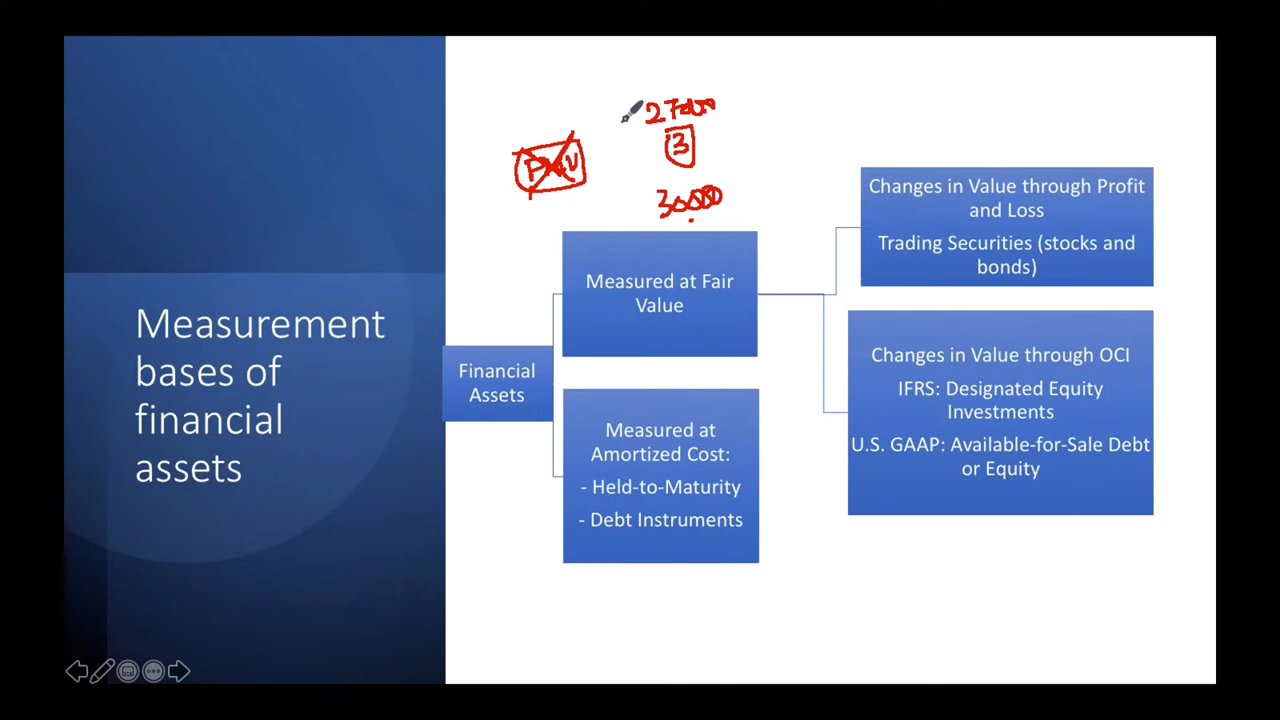 27000
3
30000
Measurement
bases of
financial
assets
Financial
Assets
Measured at Fair
Value
Measured at
Amortized Cost:
- Held-to-Maturity
- Debt Instruments
Changes in Value through Profit
and Loss
Trading Securities (stocks and
bonds)
Changes in Value through OCI
IFRS: Designated Equity
Investments
U.S. GAAP: Available-for-Sale Debt
or Equity